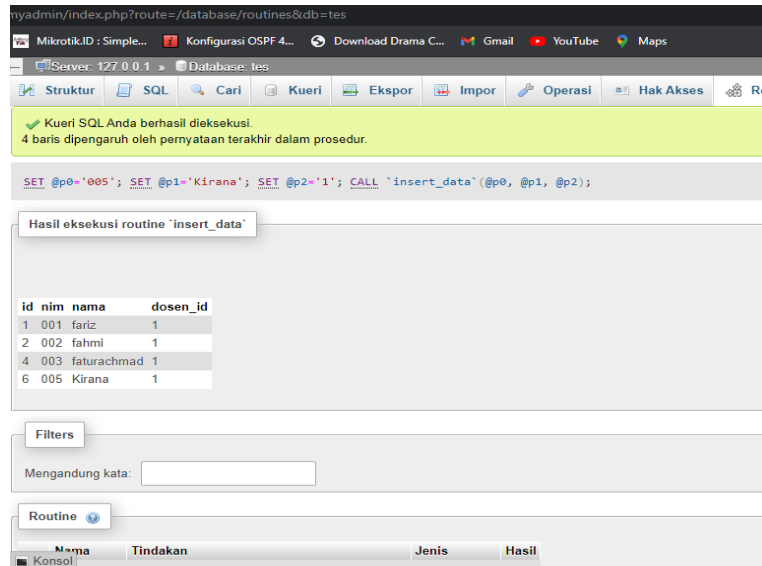 nyadmin/index.php?route=/database/routines&db=tes
Mikrotik.ID : Simple... Konfigurasi OSPF 4... Download Drama C... Gmail YouTube Maps
Server: 127.0.0.1 » Database: tes
Struktur SQL Cari Kueri Ekspor Impor Operasi Hak Akses R
Kueri SQL Anda berhasil dieksekusi.
4 baris dipengaruh oleh pernyataan terakhir dalam prosedur.
SET @p0='005'; SET @p1='Kirana'; SET @p2='1'; CALL `insert_data`(@p0, @p1, @p2);
Hasil eksekusi routine `insert_data`
id nim nama dosen_id
1 001 fariz 1
2 002 fahmi 1
4 003 faturachmad 1
6 005 Kirana 1
Filters
Mengandung kata:
Routine
Nama Tindakan Jenis Hasil
Konsol